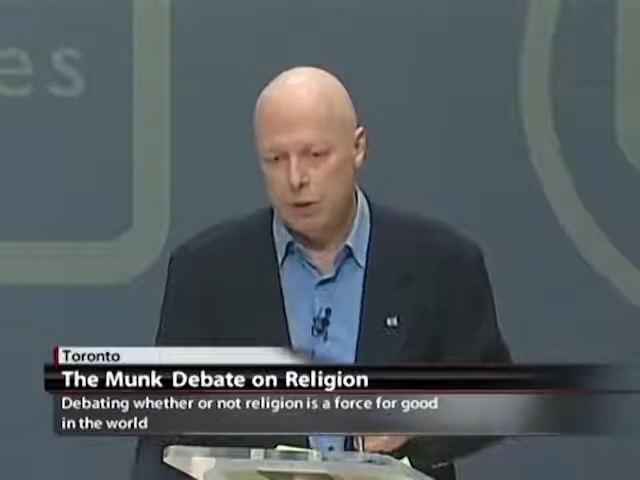 es
Toronto
The Munk Debate on Religion
Debating whether or not religion is a force for good
in the world